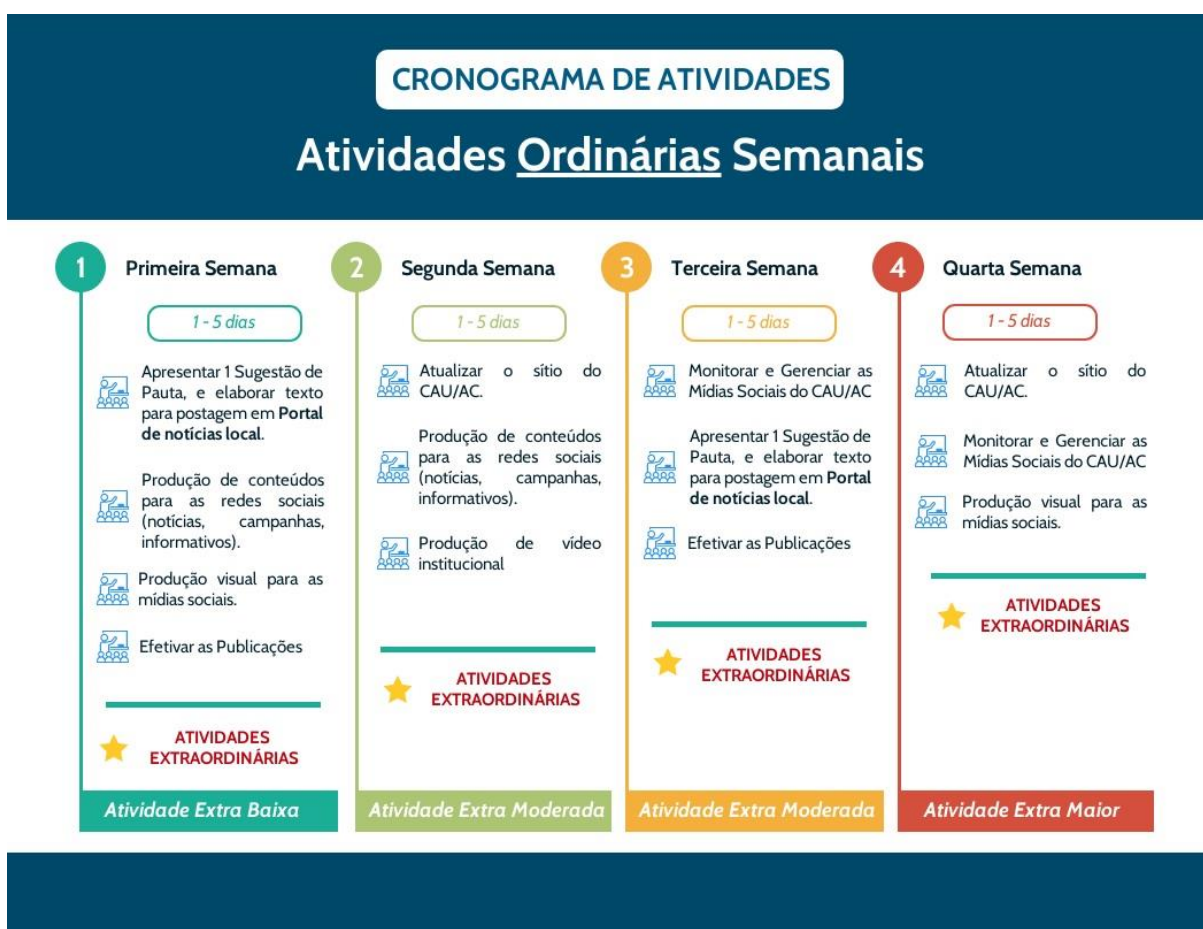 CRONOGRAMA DE ATIVIDADES
Atividades Ordinárias Semanais
1
Primeira Semana
1 - 5 dias
Apresentar 1 Sugestão de
Pauta, e elaborar texto
para postagem em Portal
de notícias local.
Produção de conteúdos
para as redes sociais
(notícias, campanhas,
informativos).
Produção visual para as
mídias sociais.
Efetivar as Publicações
ATIVIDADES
EXTRAORDINÁRIAS
Atividade Extra Baixa
2
Segunda Semana
1 - 5 dias
Atualizar o sítio do
CAU/AC.
Produção de conteúdos
para as redes sociais
(notícias, campanhas,
informativos).
Produção de vídeo
institucional
ATIVIDADES
EXTRAORDINÁRIAS
Atividade Extra Moderada
3
Terceira Semana
1 - 5 dias
Monitorar e Gerenciar as
Mídias Sociais do CAU/AC
Apresentar 1 Sugestão de
Pauta, e elaborar texto
para postagem em Portal
de notícias local.
Efetivar as Publicações
ATIVIDADES
EXTRAORDINÁRIAS
Atividade Extra Moderada
4
Quarta Semana
1 - 5 dias
Atualizar o sítio do
CAU/AC.
Monitorar e Gerenciar as
Mídias Sociais do CAU/AC
Produção visual para as
mídias sociais.
ATIVIDADES
EXTRAORDINÁRIAS
Atividade Extra Maior